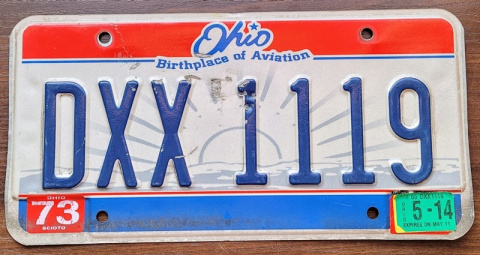 Ohio
Birthplace of Aviation
DXX 1119
OHIO
73
SCIOTO
5-14